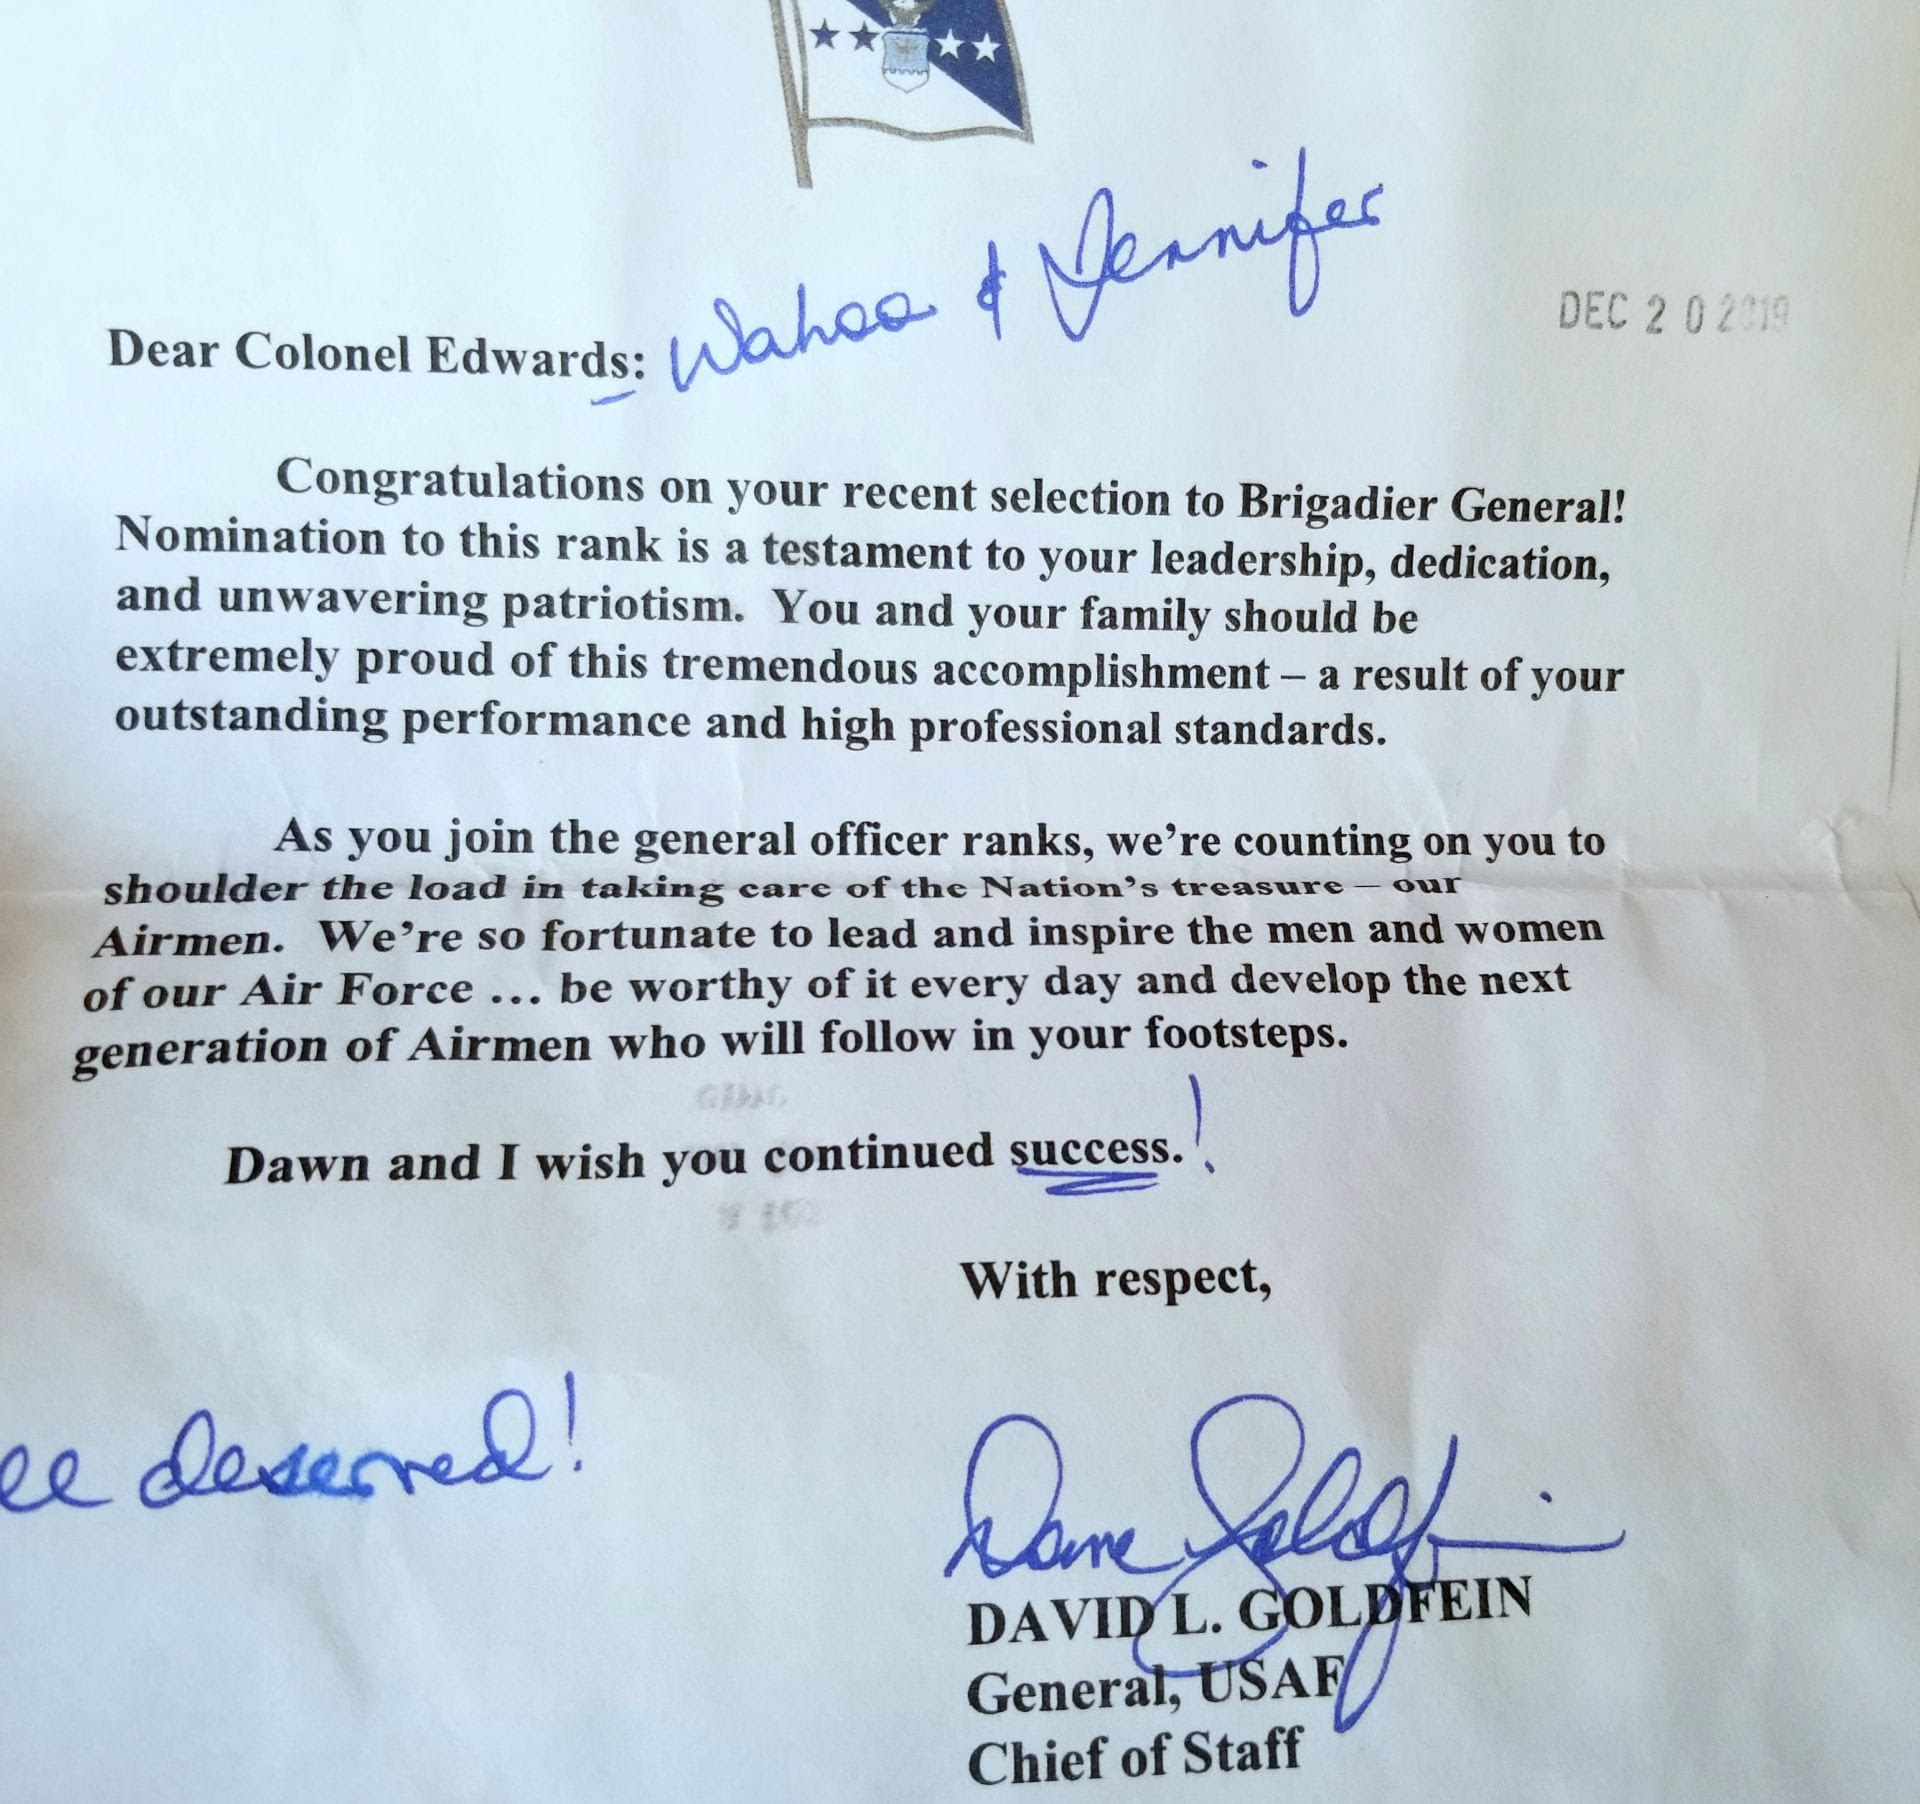 Wahoo & Jennifer
DEC 20 2019
Dear Colonel Edwards:
Congratulations on your recent selection to Brigadier General!
Nomination to this rank is a testament to your leadership, dedication,
and unwavering patriotism. You and your family should be
extremely proud of this tremendous accomplishment – a result of your
outstanding performance and high professional standards.
As you join the general officer ranks, we're counting on you to
shoulder the load in taking care of the Nation's treasure – our
Airmen. We're so fortunate to lead and inspire the men and women
of our Air Force ... be worthy of it every day and develop the next
generation of Airmen who will follow in your footsteps.
Dawn and I wish you continued success. !
With respect,
deserved!
Dave Goldfein
DAVID L. GOLDFEIN
General, USAF
Chief of Staff